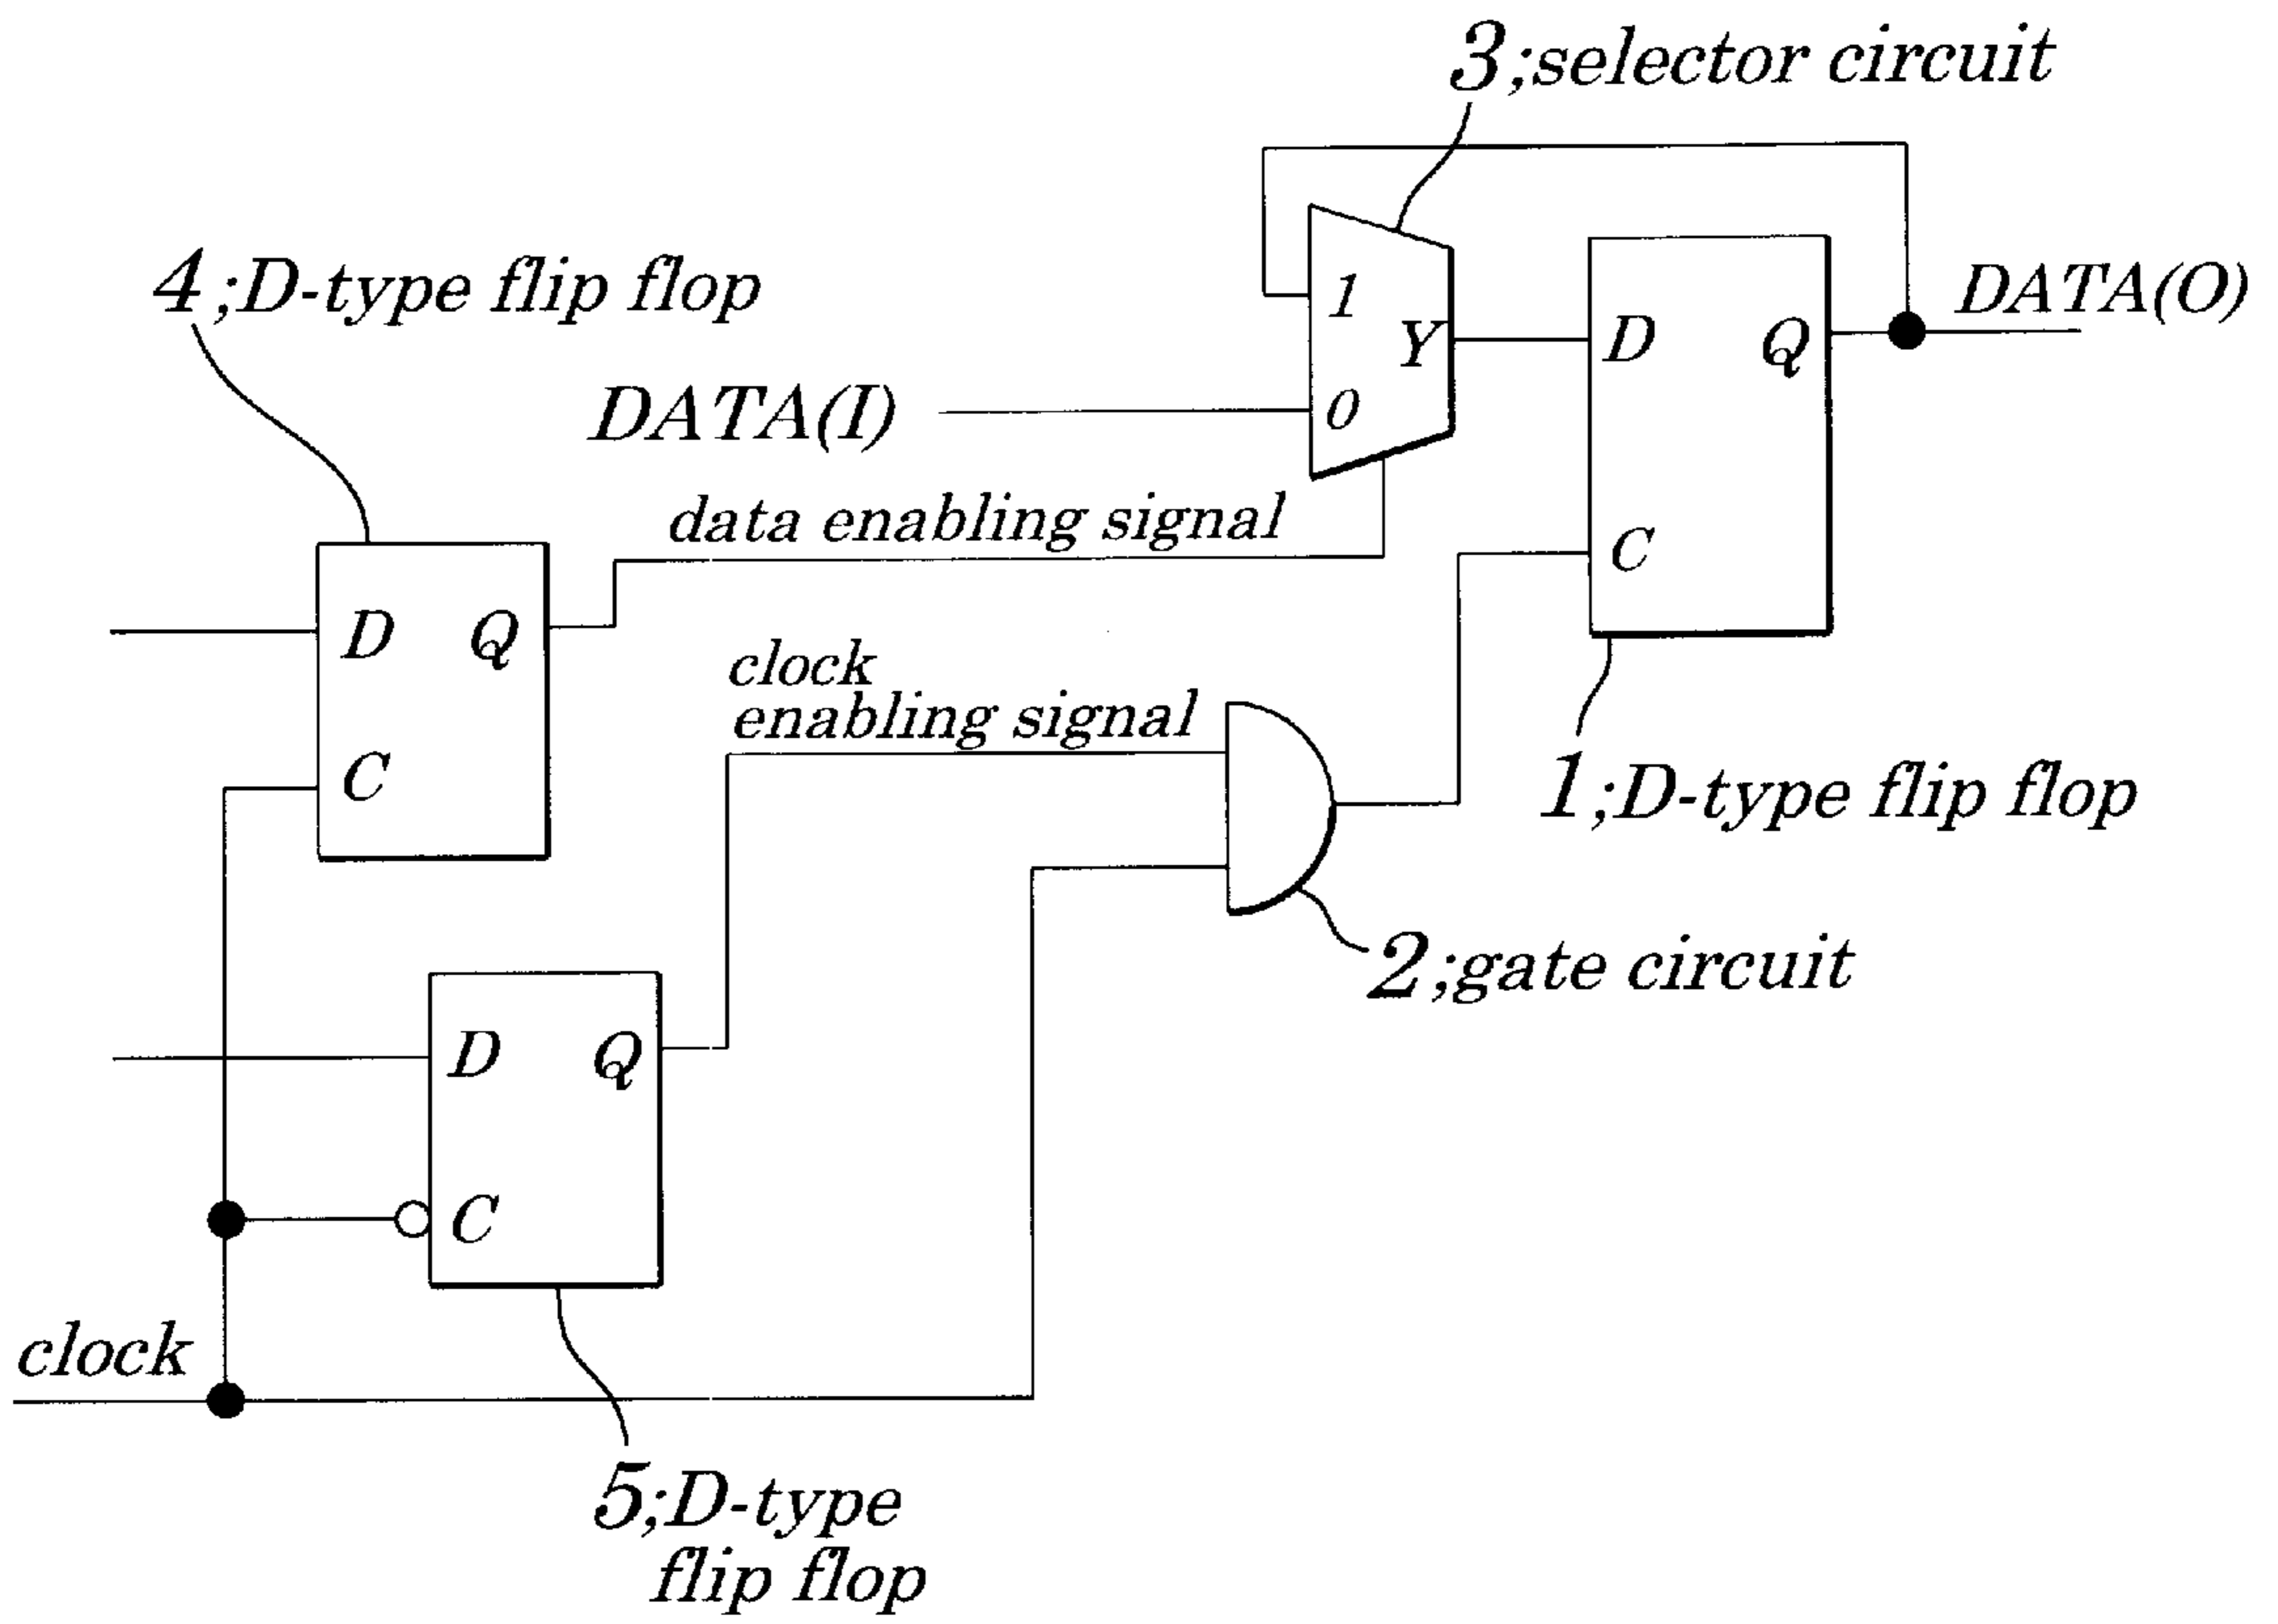 3;selector circuit
4;D-type flip flop
1
Y
0
D
Q
C
DATA(O)
DATA(I)
data enabling signal
D
Q
C
clock
enabling signal
1;D-type flip flop
2;gate circuit
D
Q
C
clock
5;D-type
flip flop